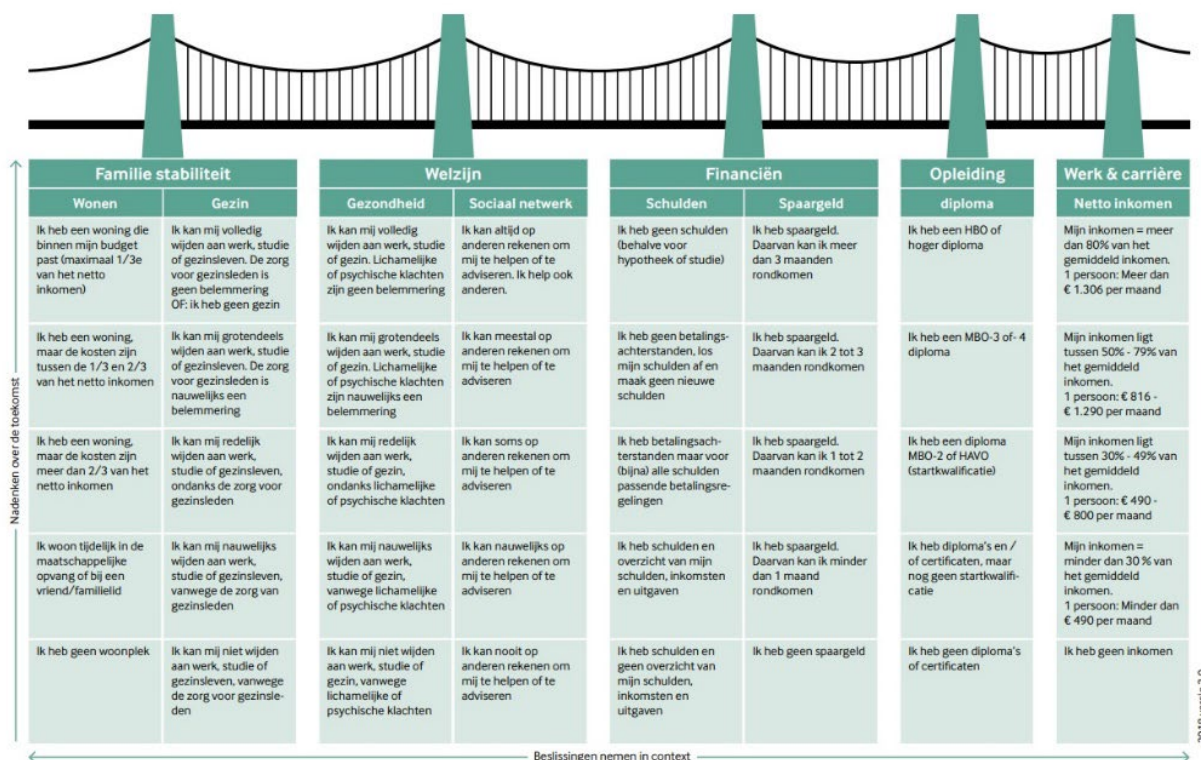 Familie stabiliteit
Wonen
Gezin
Welzijn
Gezondheid
Sociaal netwerk
Financiën
Schulden
Spaargeld
Opleiding
diploma
Werk & carrière
Netto inkomen
Ik heb een woning die
binnen mijn budget
past (maximaal 1/3e
van het netto
inkomen)
Ik kan mij volledig
wijden aan werk, studie
of gezinsleven. De zorg
voor gezinsleden is
geen belemmering
OF: ik heb geen gezin
Ik kan mij volledig
wijden aan werk, studie
of gezin. Lichamelijke
of psychische klachten
zijn geen belemmering
Ik kan altijd op
anderen rekenen om
mij te helpen of te
adviseren. Ik help ook
anderen.
Ik heb geen schulden
(behalve voor
hypotheek of studie)
Ik heb spaargeld.
Daarvan kan ik meer
dan 3 maanden
rondkomen
Ik heb een HBO of
hoger diploma
Mijn inkomen = meer
dan 80% van het
gemiddeld inkomen.
1 persoon: Meer dan
€ 1.306 per maand
Ik heb een woning,
maar de kosten zijn
tussen de 1/3 en 2/3
van het netto inkomen
Ik kan mij grotendeels
wijden aan werk, studie
of gezinsleven. De zorg
voor gezinsleden is
nauwelijks een
belemmering
Ik kan mij grotendeels
wijden aan werk, studie
of gezin. Lichamelijke
of psychische klachten
zijn nauwelijks een
belemmering
Ik kan meestal op
anderen rekenen om
mij te helpen of te
adviseren
Ik heb geen betalings-
achterstanden, los
mijn schulden af en
maak geen nieuwe
schulden
Ik heb spaargeld.
Daarvan kan ik 2 tot 3
maanden rondkomen
Ik heb een MBO-3 of- 4
diploma
Mijn inkomen ligt
tussen 50% - 79% van
het gemiddeld
inkomen.
1 persoon: € 816 -
€ 1.290 per maand
Ik heb een woning,
maar de kosten zijn
meer dan 2/3 van het
netto inkomen
Ik kan mij redelijk
wijden aan werk,
studie of gezinsleven,
ondanks de zorg voor
gezinsleden
Ik kan mij redelijk
wijden aan werk,
studie of gezin,
ondanks lichamelijke
of psychische klachten
Ik kan soms op
anderen rekenen om
mij te helpen of te
adviseren
Ik heb betalingsach-
terstanden maar voor
(bijna) alle schulden
passende betalingsre-
gelingen
Ik heb spaargeld.
Daarvan kan ik 1 tot 2
maanden rondkomen
Ik heb een diploma
MBO-2 of HAVO
(startkwalificatie)
Mijn inkomen ligt
tussen 30% - 49% van
het gemiddeld
inkomen.
1 persoon: € 490 -
€ 800 per maand
Ik woon tijdelijk in de
maatschappelijke
opvang of bij een
vriend/familielid
Ik kan mij nauwelijks
wijden aan werk,
studie of gezinsleven,
vanwege de zorg van
gezinsleden
Ik kan mij nauwelijks
wijden aan werk,
studie of gezin,
vanwege lichamelijke
of psychische klachten
Ik kan nauwelijks op
anderen rekenen om
mij te helpen of te
adviseren
Ik heb schulden en
overzicht van mijn
schulden, inkomsten
en uitgaven
Ik heb spaargeld.
Daarvan kan ik minder
dan 1 maand
rondkomen
Ik heb diploma's en /
of certificaten, maar
nog geen startkwalifi-
catie
Mijn inkomen =
minder dan 30 % van
het gemiddeld
inkomen.
1 persoon: Minder dan
€ 490 per maand
Ik heb geen woonplek
Ik kan mij niet wijden
aan werk, studie of
gezinsleven, vanwege
de zorg voor gezinsle-
den
Ik kan mij niet wijden
aan werk, studie of
gezin, vanwege
lichamelijke of
psychische klachten
Ik kan nooit op
anderen rekenen om
mij te helpen of te
adviseren
Ik heb schulden en
geen overzicht van
mijn schulden,
inkomsten en
uitgaven
Ik heb geen spaargeld
Ik heb geen diploma's
of certificaten
Ik heb geen inkomen
Nadenken over de toekomst
Beslissingen nemen in context